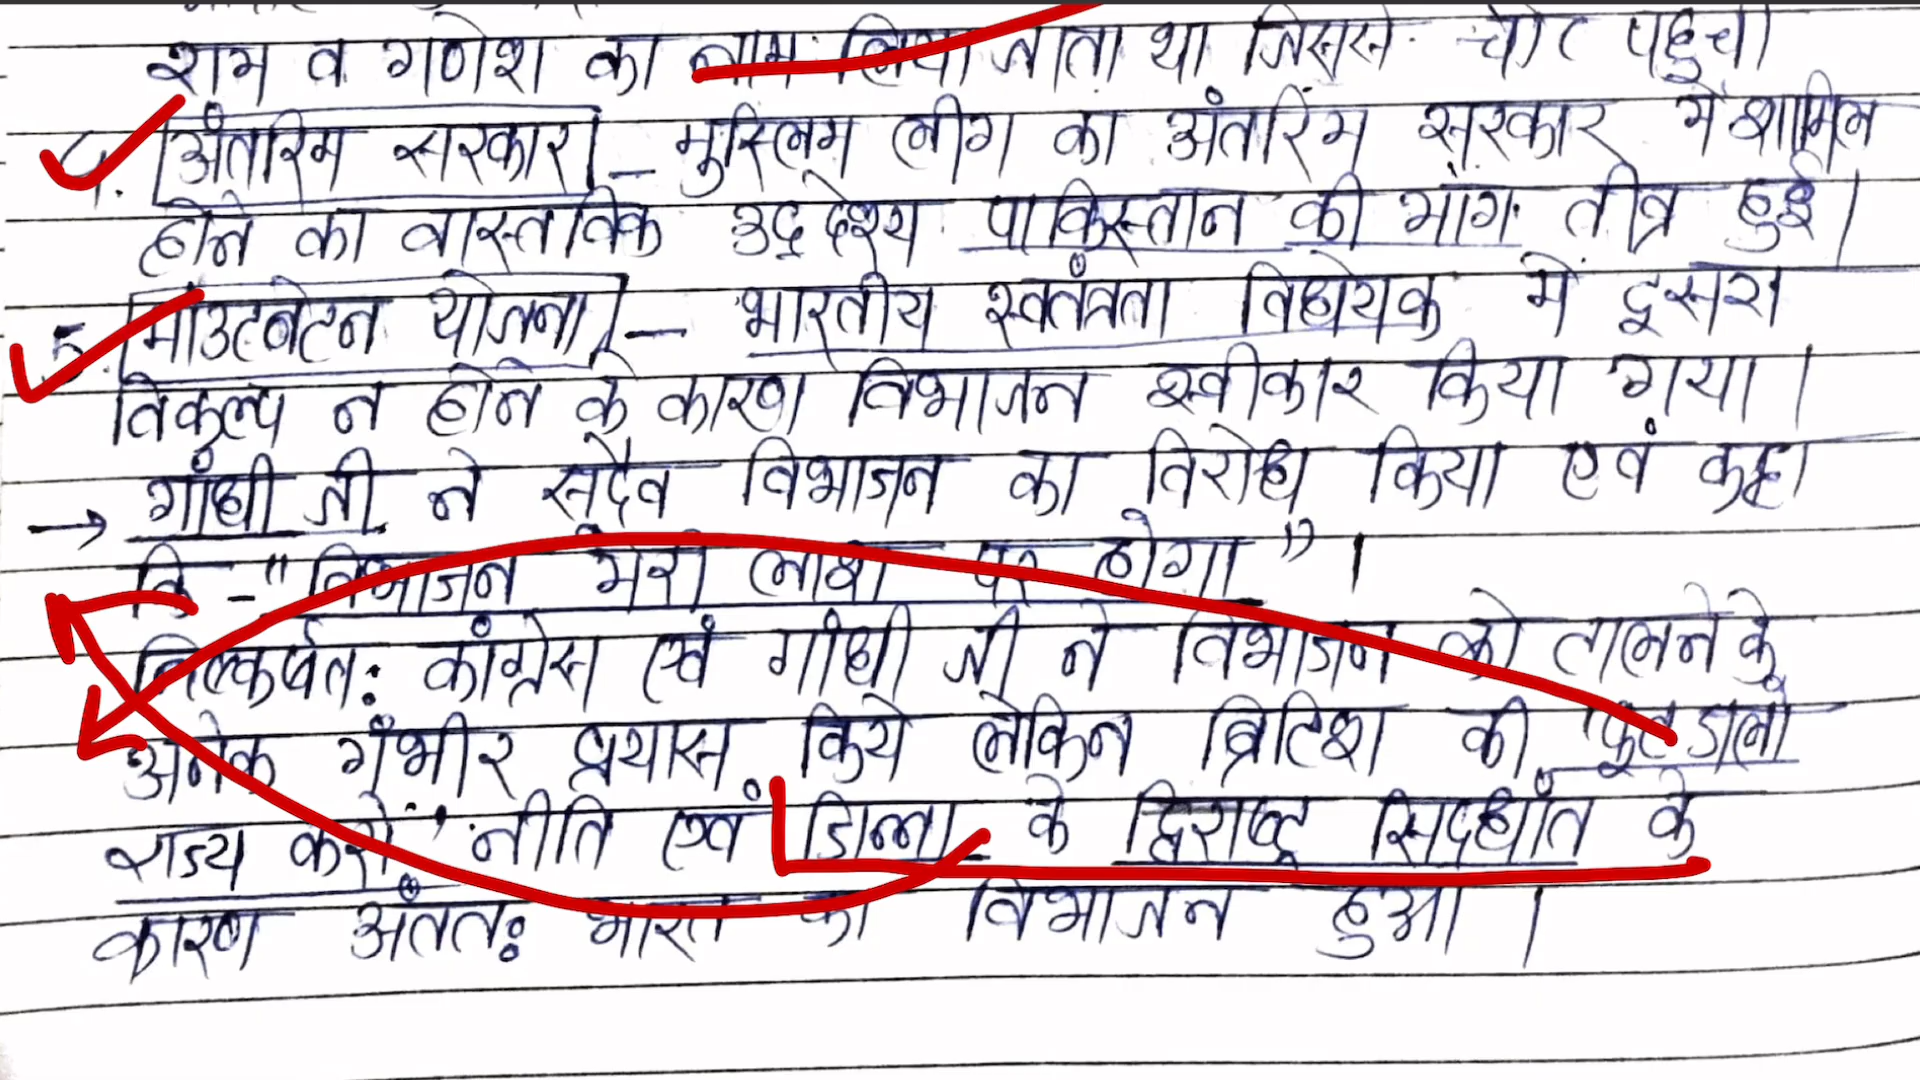 राम व गणेश का नाम लिया जाता था जिससे चोट पहुंची
4. अंतरिम सरकार - मुस्लिम लीग का अंतरिम सरकार में शामिल
होने का वास्तविक उद्देश्य पाकिस्तान की मांग तीव्र हुई।
5. माउंटबेटन योजना - भारतीय स्वतंत्रता विधेयक में दूसरा
विकल्प न होने के कारण विभाजन स्वीकार किया गया।
→ गाँधी जी ने सदैव विभाजन का विरोध किया एवं कहा
कि - "विभाजन मेरी लाश पर होगा"।
निष्कर्षत: कांग्रेस एवं गाँधी जी ने विभाजन को टालने के
अनेक गंभीर प्रयास किये लेकिन ब्रिटिश की 'फूट डालो
राज्य करो' नीति एवं जिन्ना के द्विराष्ट्र सिद्धांत के
कारण अंततः भारत का विभाजन हुआ।